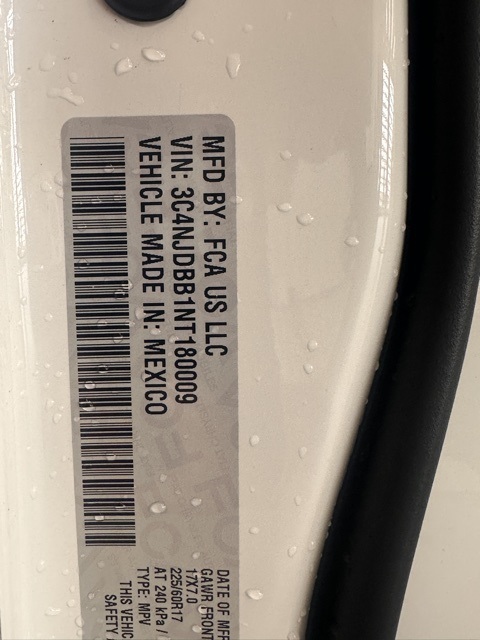 MFD BY: FCA US LLC
VIN: 3C4NJDBB1NT180009
VEHICLE MADE IN: MEXICO
DATE OF MFR
GAWR FRONT
17X7.0
225/60R17
AT 240 kPa /
TYPE: MPV
THIS VEHIC
SAFETY